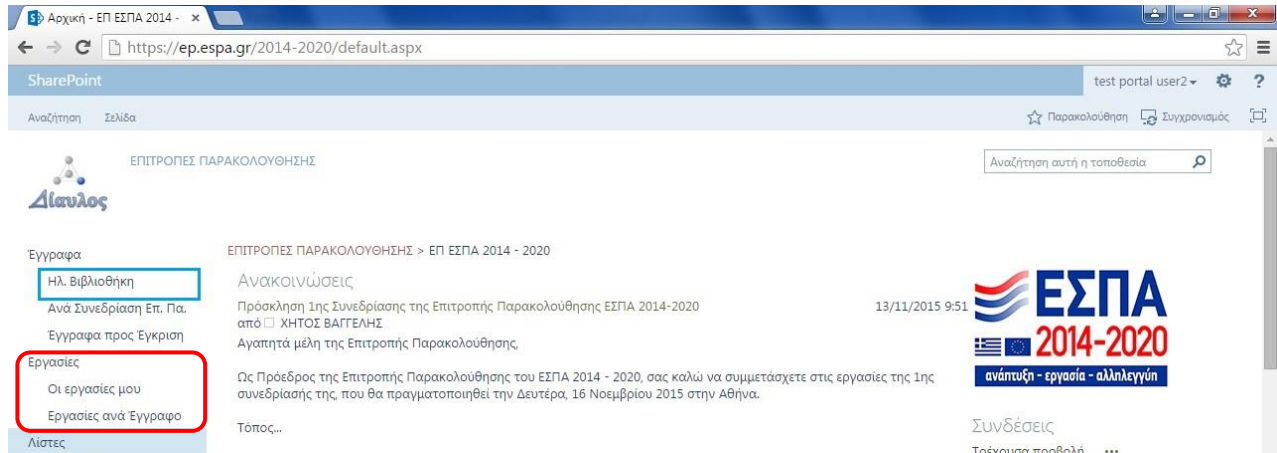 Αρχική - ΕΠ ΕΣΠΑ 2014 -
https://ep.espa.gr/2014-2020/default.aspx
SharePoint
test portal user2
?
Αναζήτηση Σελίδα
Παρακολούθηση Συγχρονισμός
ΕΠΙΤΡΟΠΕΣ ΠΑΡΑΚΟΛΟΥΘΗΣΗΣ
Αναζήτηση αυτή η τοποθεσία
Δίαυλος
Έγγραφα
Ηλ. Βιβλιοθήκη
Ανά Συνεδρίαση Επ. Πα.
Έγγραφα προς Έγκριση
Εργασίες
Οι εργασίες μου
Εργασίες ανά Έγγραφο
Λίστες
ΕΠΙΤΡΟΠΕΣ ΠΑΡΑΚΟΛΟΥΘΗΣΗΣ > ΕΠ ΕΣΠΑ 2014 - 2020
Ανακοινώσεις
Πρόσκληση 1ης Συνεδρίασης της Επιτροπής Παρακολούθησης ΕΣΠΑ 2014-2020 13/11/2015 9:51
από ΧΗΤΟΣ ΒΑΓΓΕΛΗΣ
Αγαπητά μέλη της Επιτροπής Παρακολούθησης,
Ως Πρόεδρος της Επιτροπής Παρακολούθησης του ΕΣΠΑ 2014 - 2020, σας καλώ να συμμετάσχετε στις εργασίες της 1ης
συνεδρίασής της, που θα πραγματοποιηθεί την Δευτέρα, 16 Νοεμβρίου 2015 στην Αθήνα.
Τόπος...
ΕΣΠΑ
2014-2020
ανάπτυξη - εργασία - αλληλεγγύη
Συνδέσεις
Τρέχουσα προβολή ...